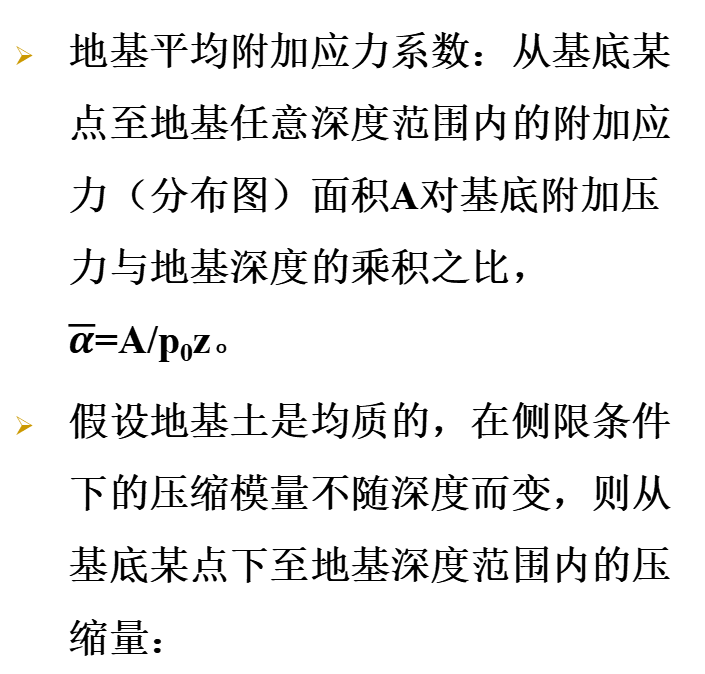 地基平均附加应力系数：从基底某
点至地基任意深度范围内的附加应
力（分布图）面积A对基底附加压
力与地基深度的乘积之比，
α̅=A/p₀z。
假设地基土是均质的，在侧限条件
下的压缩模量不随深度而变，则从
基底某点下至地基深度范围内的压
缩量：